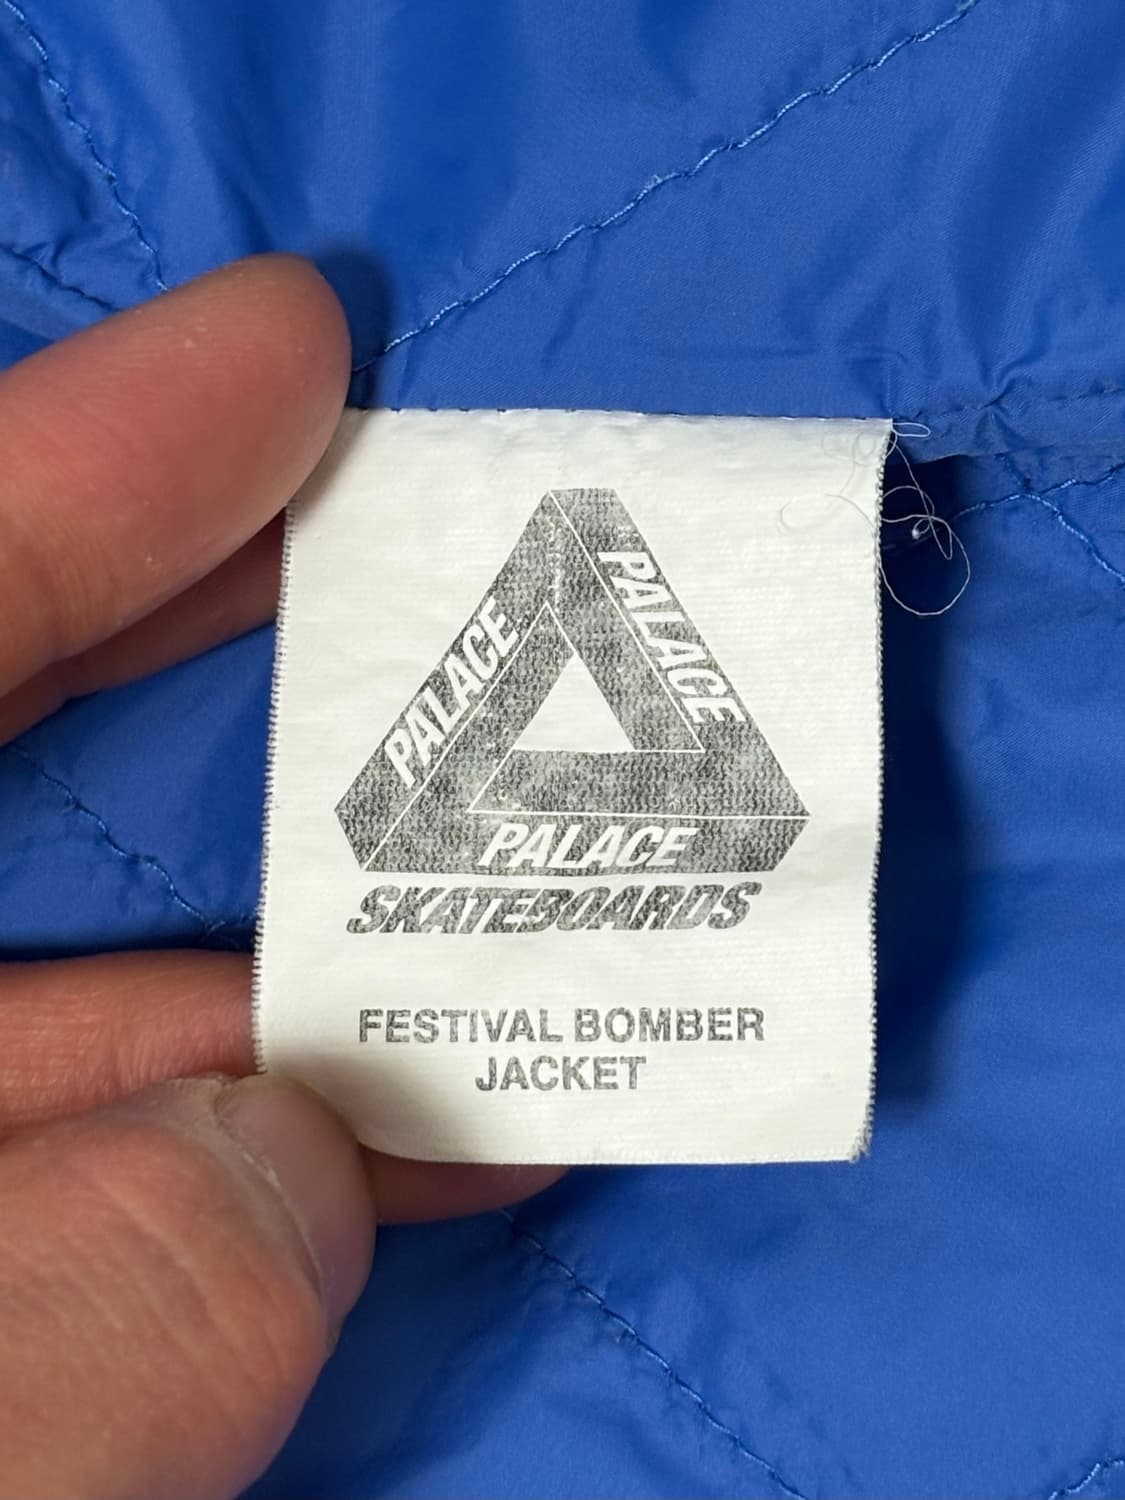 PALACE
PALACE
PALACE
SKATEBOARDS
FESTIVAL BOMBER
JACKET